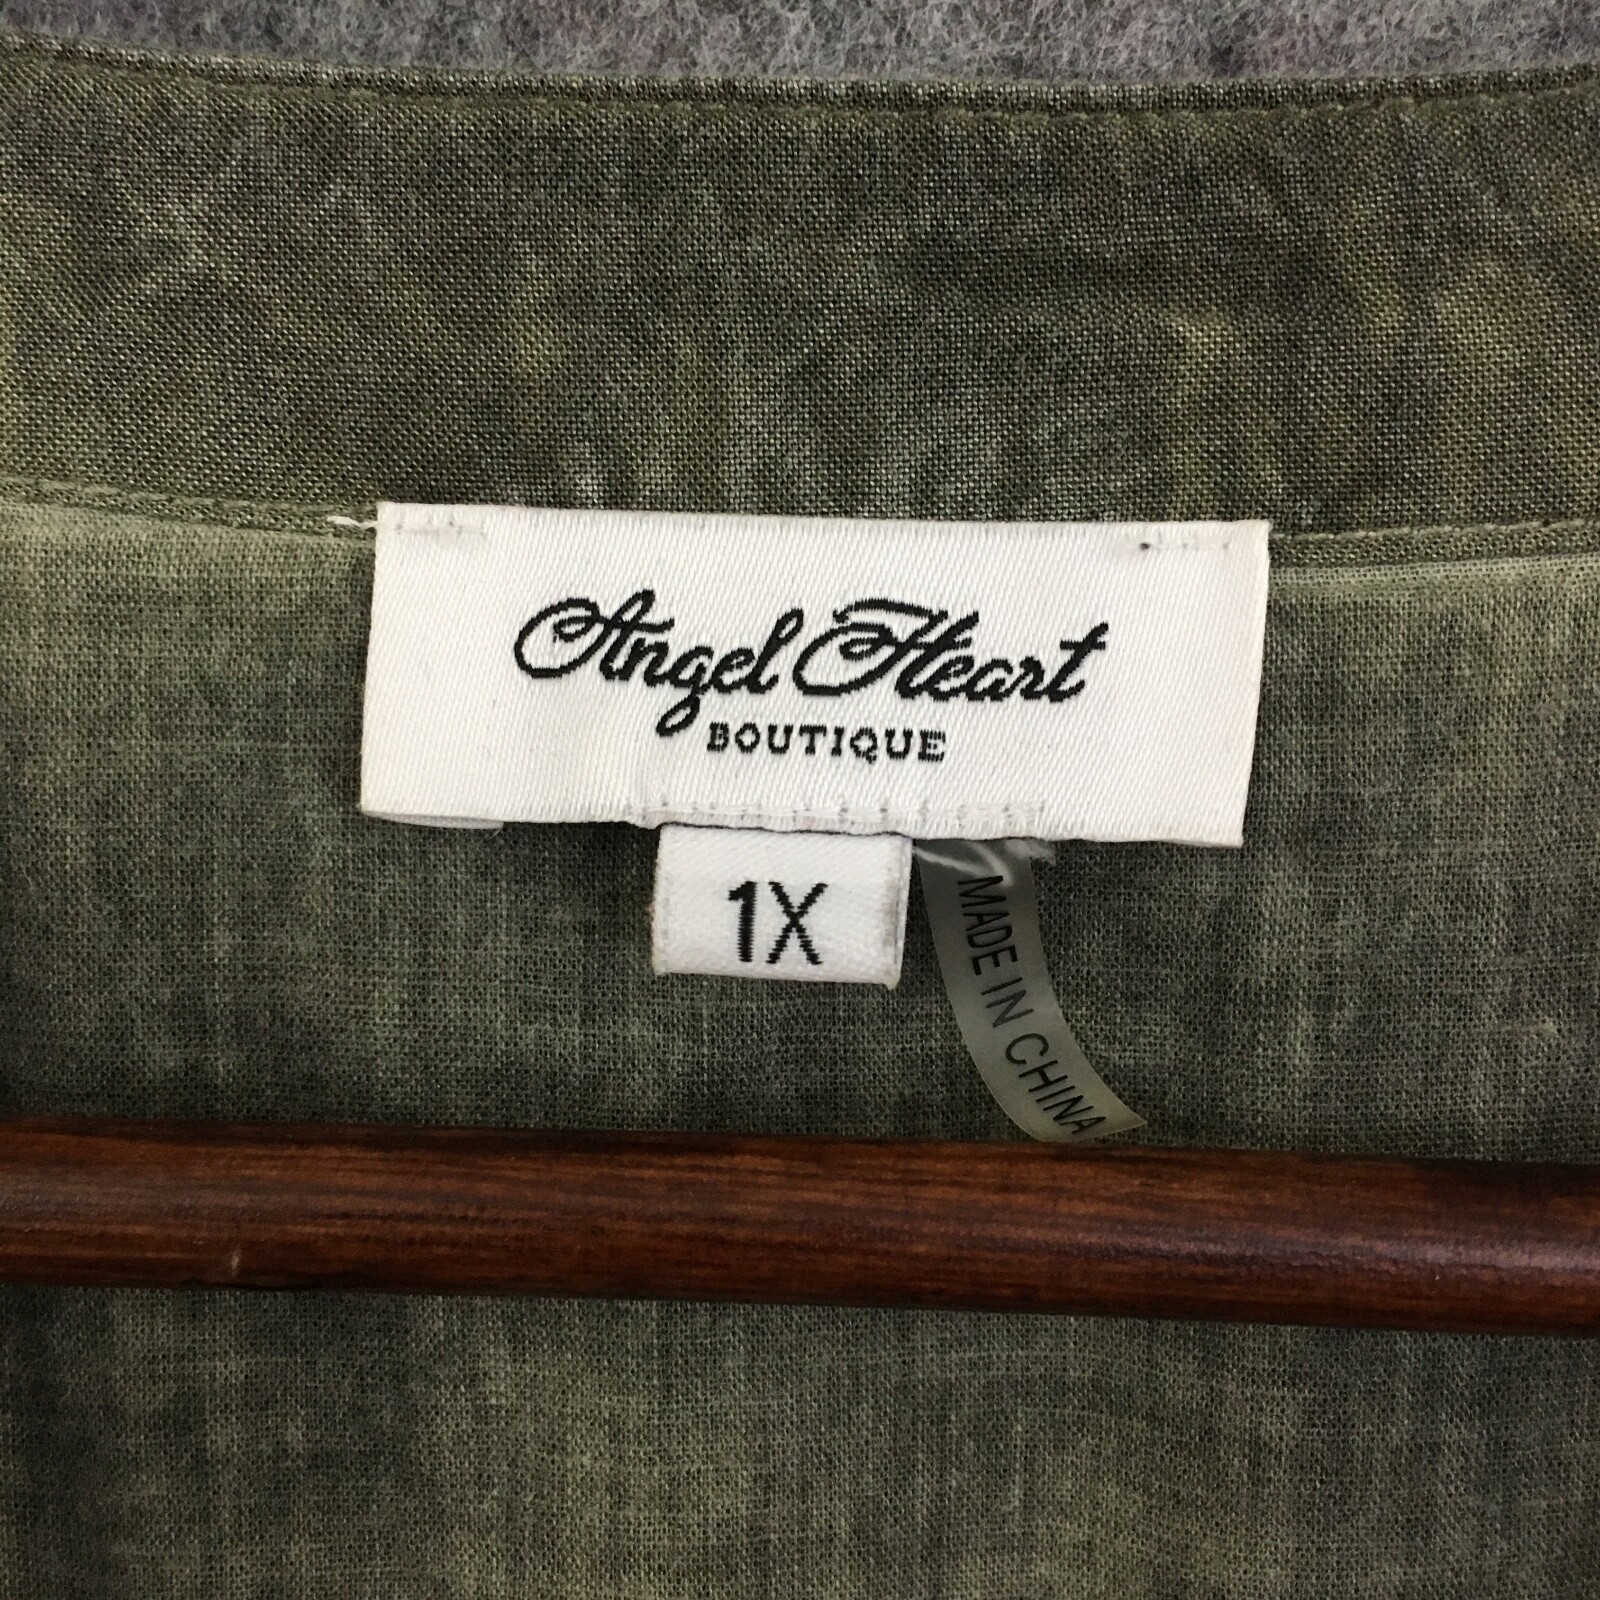 Angel Heart
BOUTIQUE
1X
MADE IN CHINA